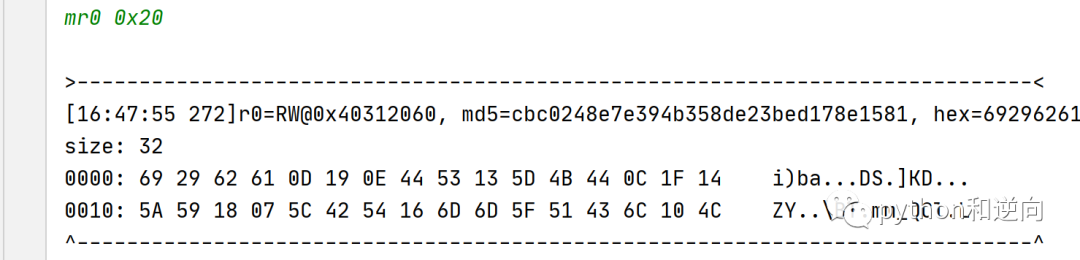 mr0 0x20
>-----------------------------------------------------------------------------<
[16:47:55 272]r0=RW@0x40312060, md5=cbc0248e7e394b358de23bed178e1581, hex=69296261
size: 32
0000: 69 29 62 61 0D 19 0E 44 53 13 5D 4B 44 0C 1F 14    i)ba...DS.]KD...
0010: 5A 59 18 07 5C 42 54 16 6D 6D 5F 51 43 6C 10 4C    ZY..\
python和逆向
^-----------------------------------------------------------------------------^